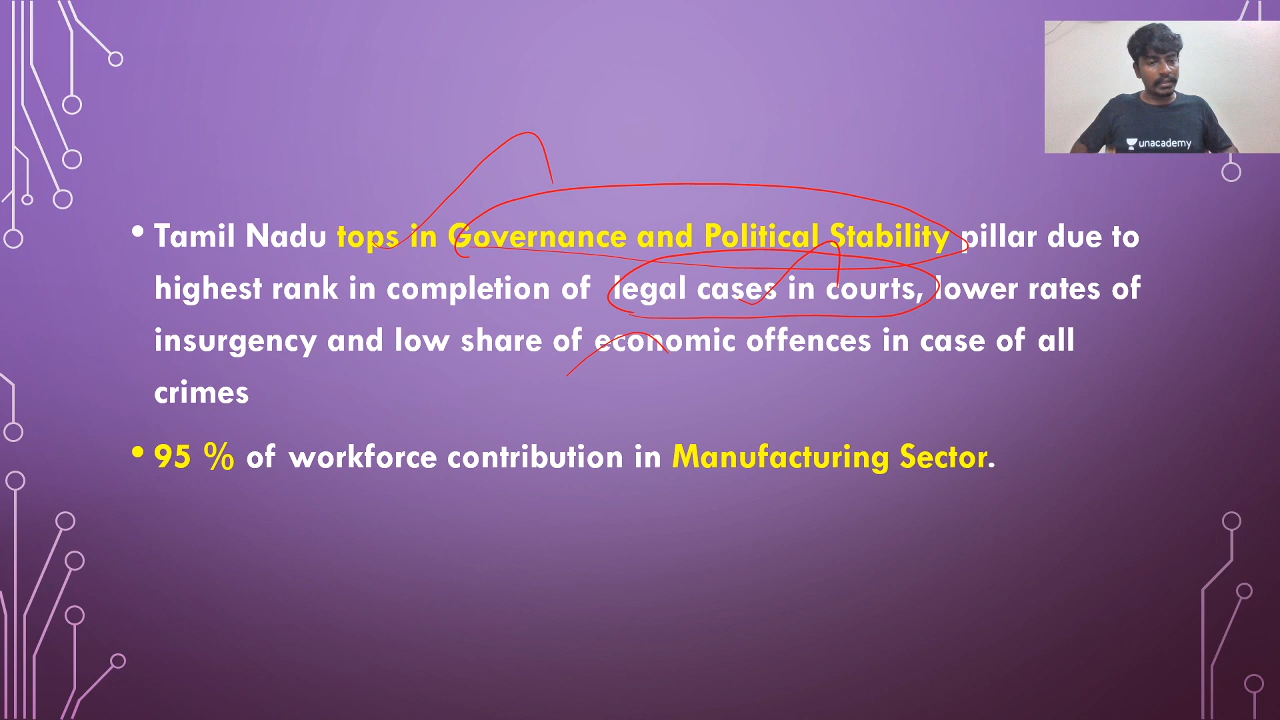 unacademy
• Tamil Nadu tops in Governance and Political Stability pillar due to
highest rank in completion of legal cases in courts, lower rates of
insurgency and low share of economic offences in case of all
crimes
• 95 % of workforce contribution in Manufacturing Sector.